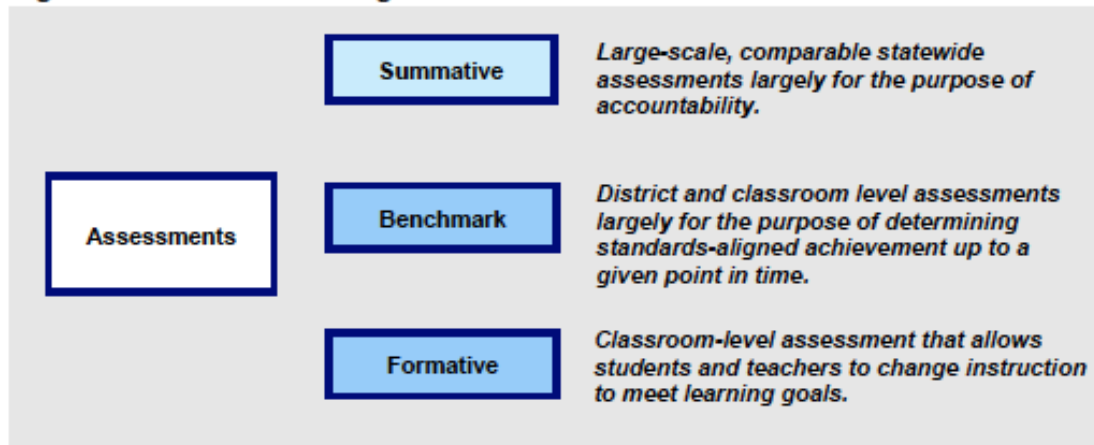 Summative
Large-scale, comparable statewide
assessments largely for the purpose of
accountability.
Assessments
Benchmark
District and classroom level assessments
largely for the purpose of determining
standards-aligned achievement up to a
given point in time.
Formative
Classroom-level assessment that allows
students and teachers to change instruction
to meet learning goals.